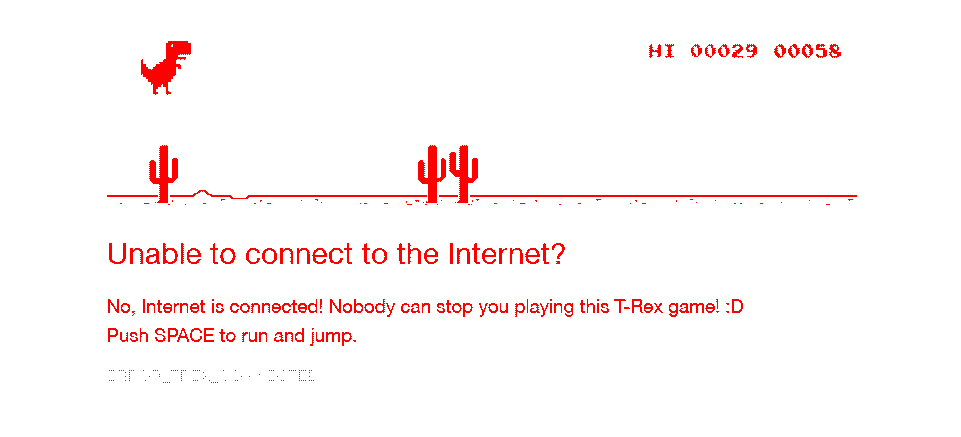 HI 00029 00058
Unable to connect to the Internet?
No, Internet is connected! Nobody can stop you playing this T-Rex game! :D
Push SPACE to run and jump.